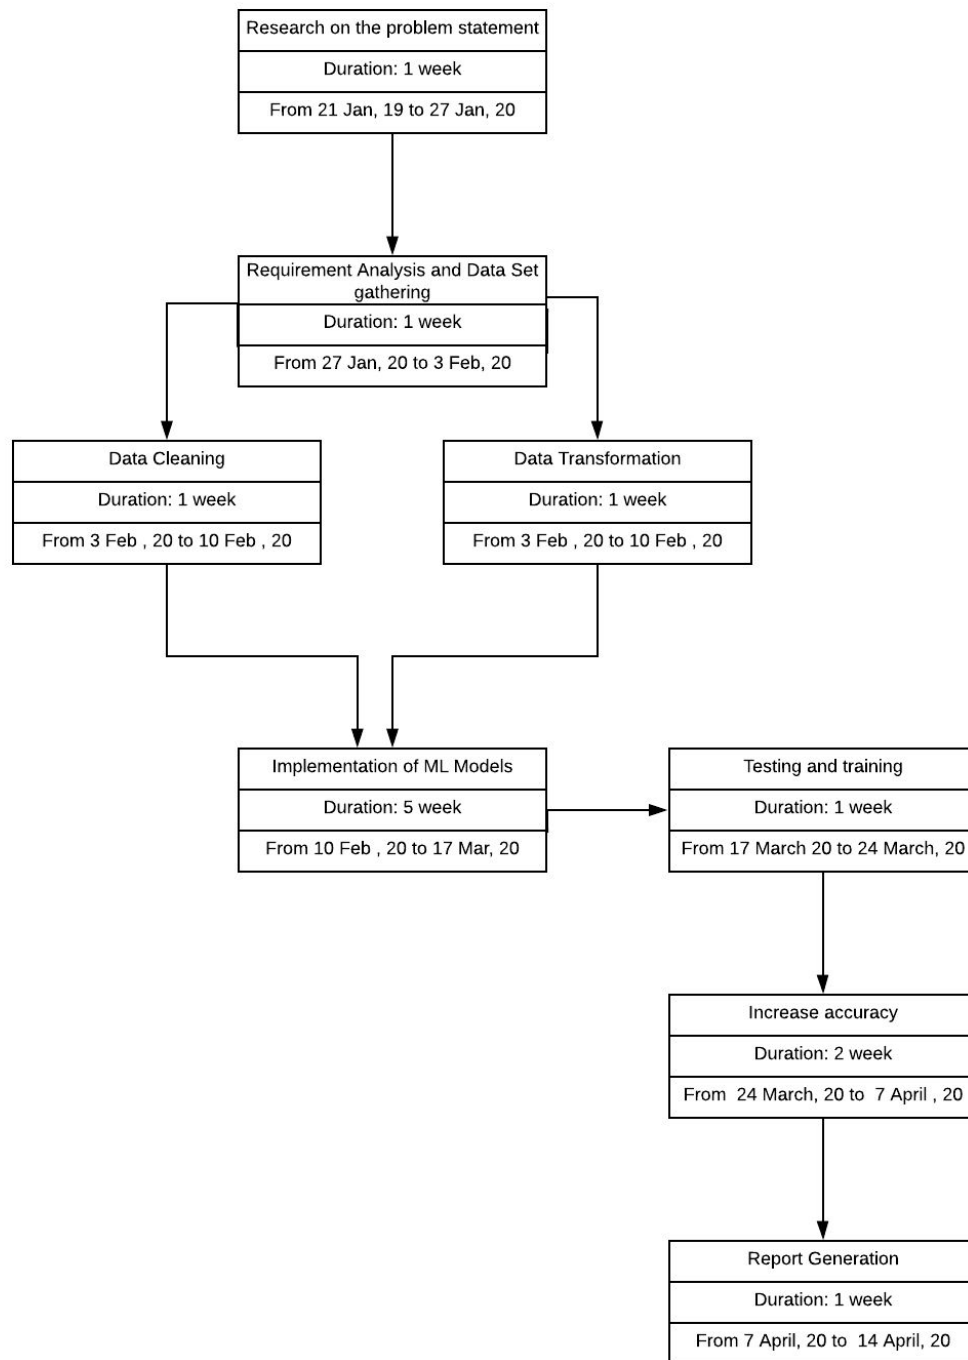 Research on the problem statement
Duration: 1 week
From 21 Jan, 19 to 27 Jan, 20
Requirement Analysis and Data Set
gathering
Duration: 1 week
From 27 Jan, 20 to 3 Feb, 20
Data Cleaning
Duration: 1 week
From 3 Feb , 20 to 10 Feb , 20
Data Transformation
Duration: 1 week
From 3 Feb , 20 to 10 Feb , 20
Implementation of ML Models
Duration: 5 week
From 10 Feb , 20 to 17 Mar, 20
Testing and training
Duration: 1 week
From 17 March 20 to 24 March, 20
Increase accuracy
Duration: 2 week
From  24 March, 20 to  7 April , 20
Report Generation
Duration: 1 week
From 7 April, 20 to  14 April, 20